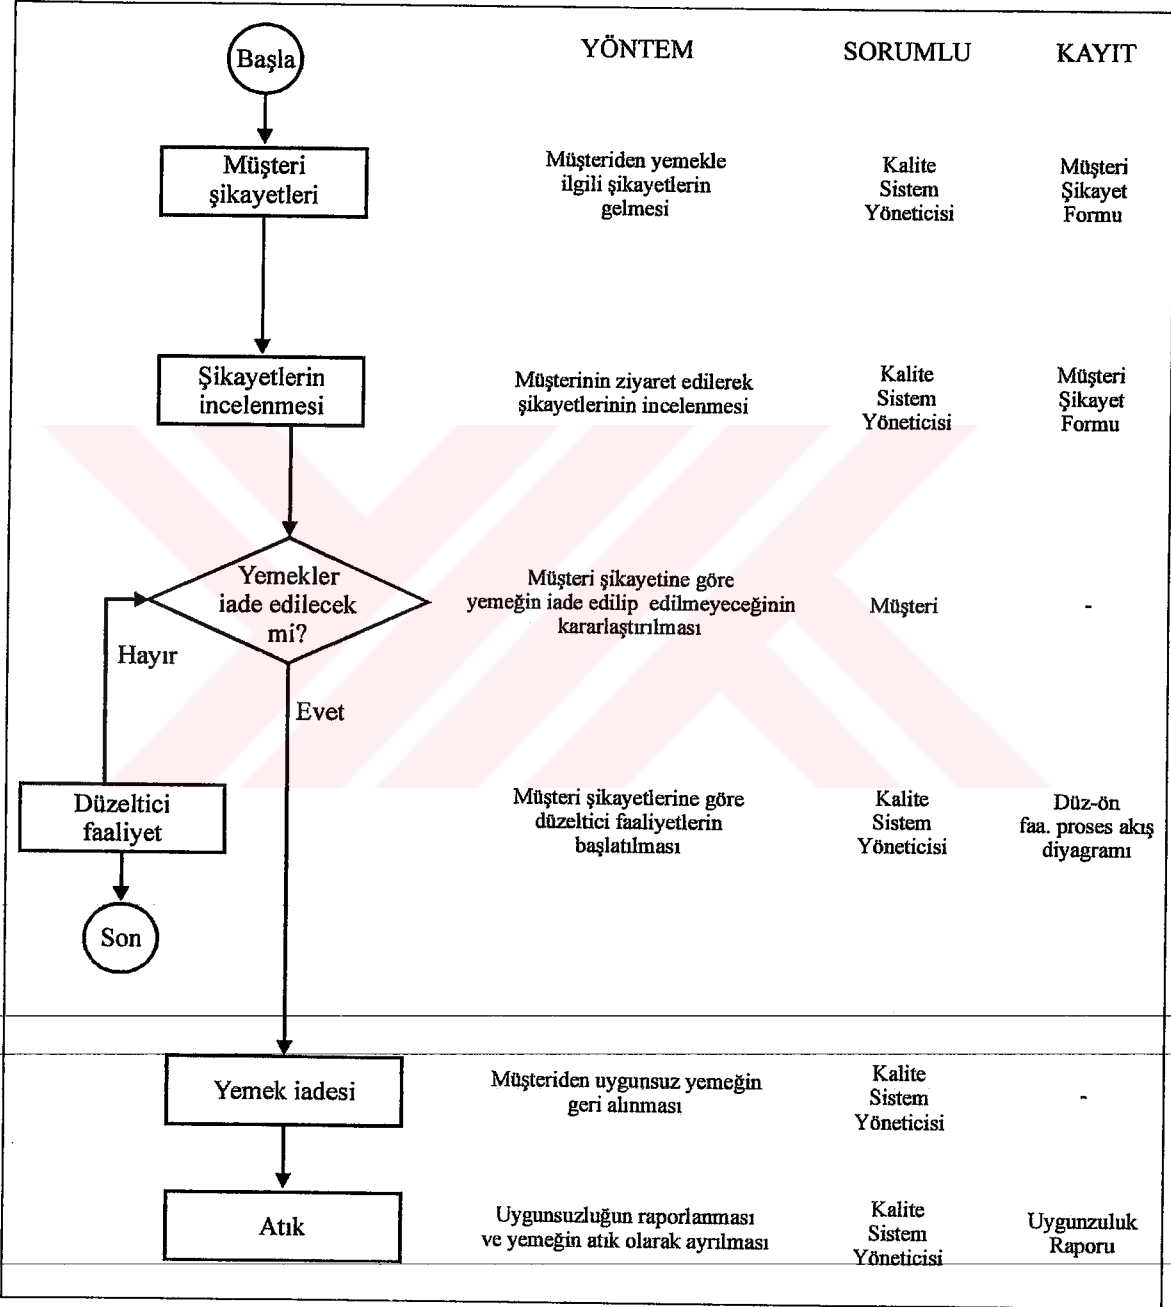 Başla
YÖNTEM
SORUMLU
KAYIT
Müşteri
şikayetleri
Müşteriden yemekle
ilgili şikayetlerin
gelmesi
Kalite
Sistem
Yöneticisi
Müşteri
Şikayet
Formu
Şikayetlerin
incelenmesi
Müşterinin ziyaret edilerek
şikayetlerinin incelenmesi
Kalite
Sistem
Yöneticisi
Müşteri
Şikayet
Formu
Yemekler
iade edilecek
mi?
Müşteri şikayetine göre
yemeğin iade edilip edilmeyeceğinin
kararlaştırılması
Müşteri
-
Hayır
Evet
Düzeltici
faaliyet
Müşteri şikayetlerine göre
düzeltici faaliyetlerin
başlatılması
Kalite
Sistem
Yöneticisi
Düz-ön
faa. proses akış
diyagramı
Son
Yemek iadesi
Müşteriden uygunsuz yemeğin
geri alınması
Kalite
Sistem
Yöneticisi
-
Atık
Uygunsuzluğun raporlanması
ve yemeğin atık olarak ayrılması
Kalite
Sistem
Yöneticisi
Uygunzuluk
Raporu